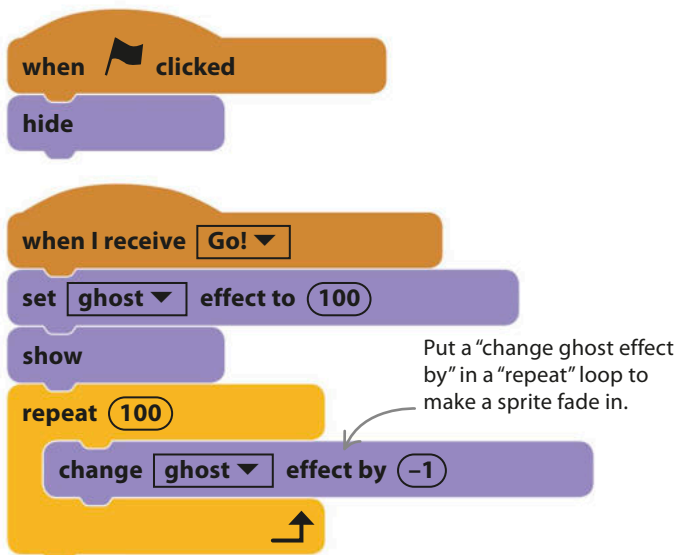 when clicked
hide
when I receive Go!
set ghost effect to 100
show
repeat 100
change ghost effect by –1
Put a “change ghost effect
by” in a “repeat” loop to
make a sprite fade in.